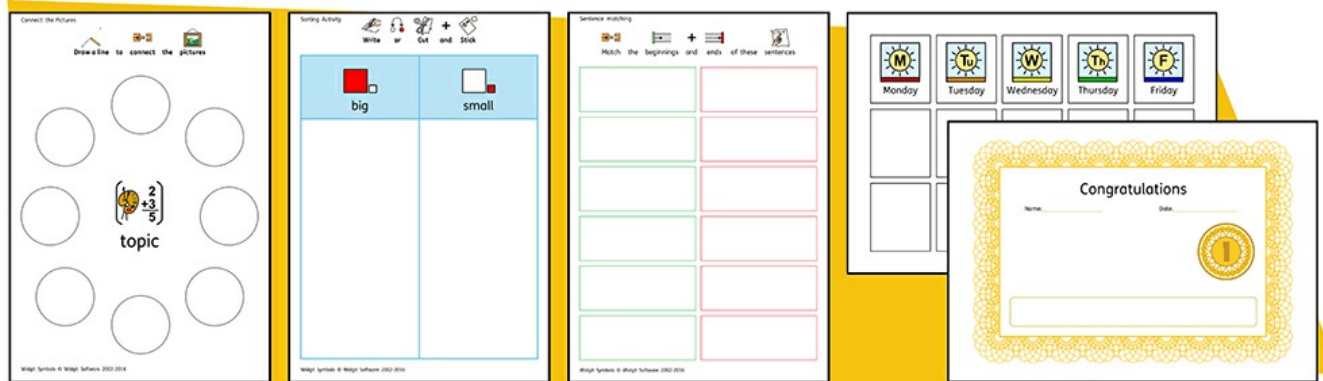 Connect the Pictures
Draw a line to connect the pictures
2
+3
5
topic
Widgit Symbols © Widgit Software 2002-2016
Sorting Activity
Write or Cut and Stick
big small
Widgit Symbols © Widgit Software 2002-2016
Sentence matching
Match the beginnings and ends of these sentences
Widgit Symbols © Widgit Software 2002-2016
M Tu W Th F
Monday Tuesday Wednesday Thursday Friday
Congratulations
Name: Date:
1